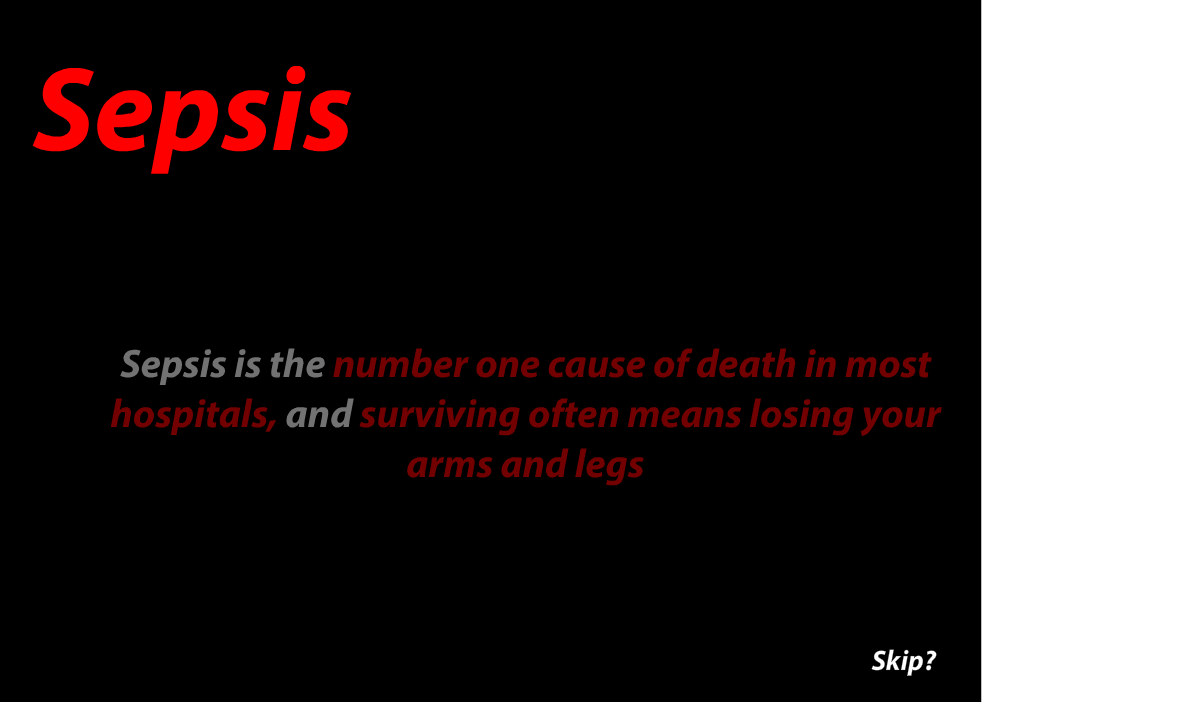 Sepsis
Sepsis is the number one cause of death in most
hospitals, and surviving often means losing your
arms and legs
Skip?